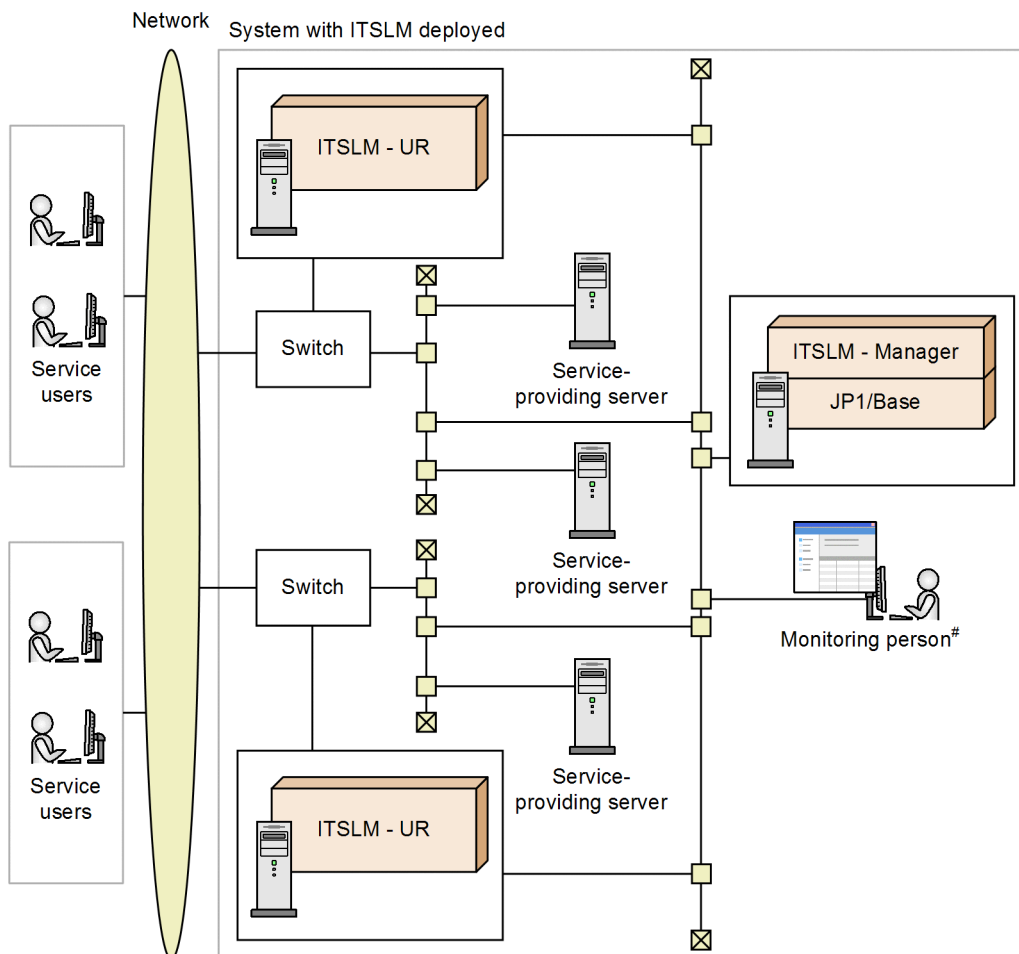 Network
System with ITSLM deployed
ITSLM - UR
Service
users
Switch
Service-
providing server
ITSLM - Manager
JP1/Base
Service-
providing server
Switch
Monitoring person#
Service
users
Service-
providing server
ITSLM - UR